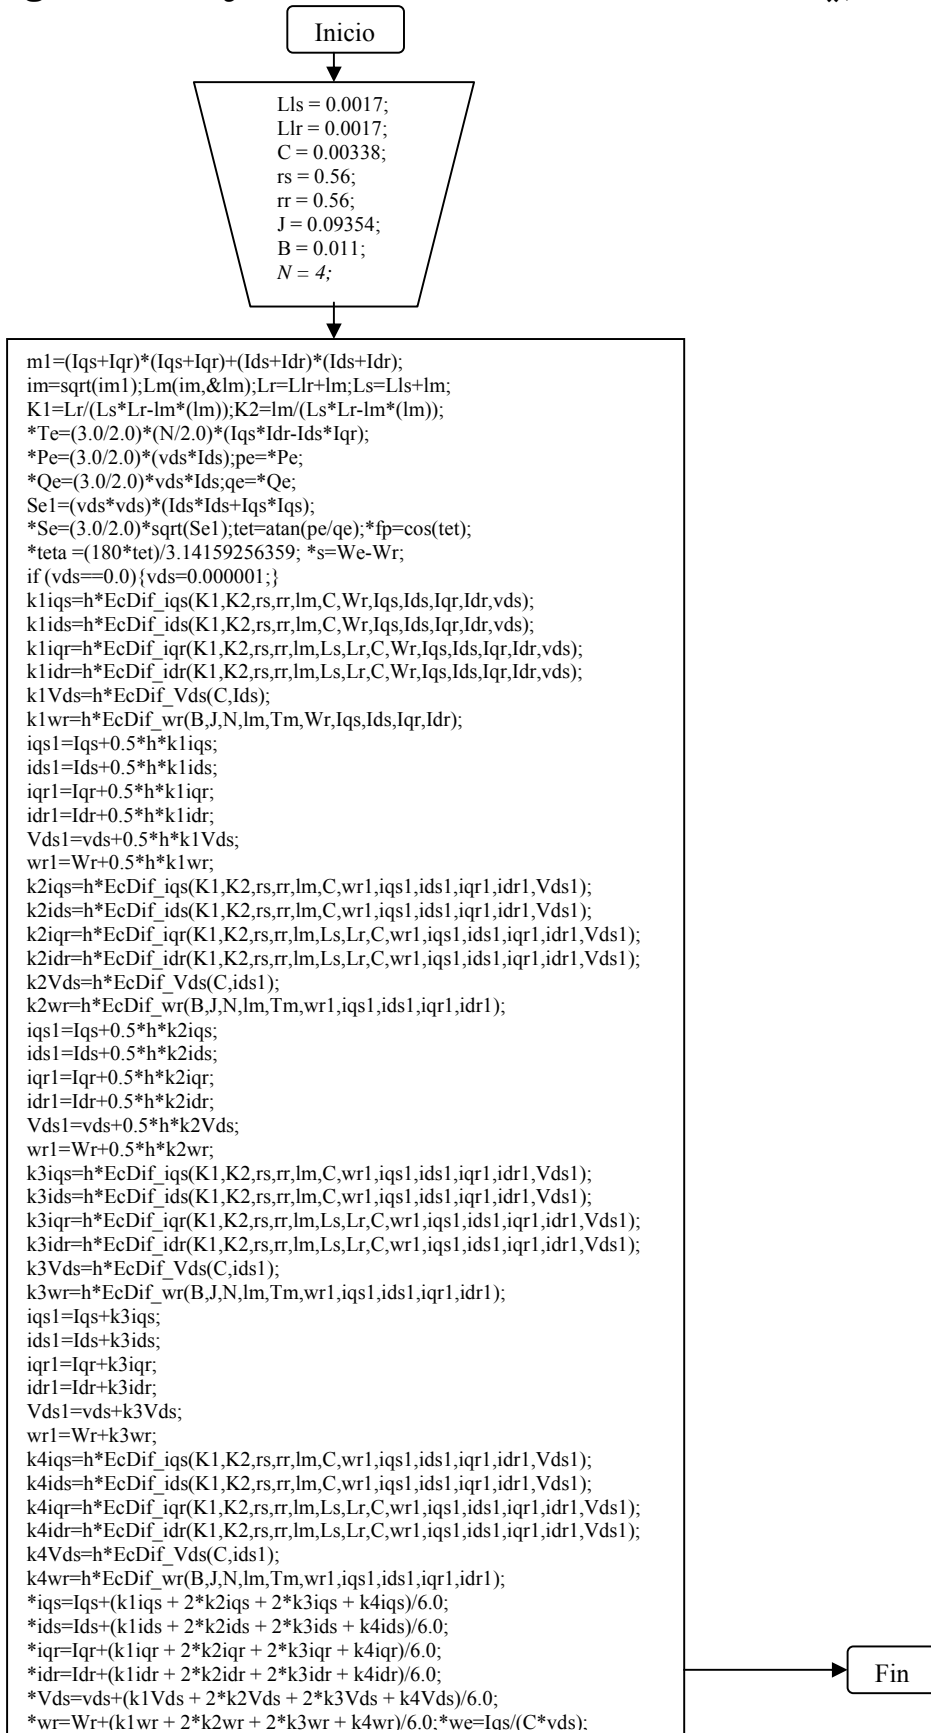 Inicio
Lls = 0.0017;
Llr = 0.0017;
C = 0.00338;
rs = 0.56;
rr = 0.56;
J = 0.09354;
B = 0.011;
N = 4;
m1=(Iqs+Iqr)*(Iqs+Iqr)+(Ids+Idr)*(Ids+Idr);
im=sqrt(im1);Lm(im,&lm);Lr=Llr+lm;Ls=Lls+lm;
K1=Lr/(Ls*Lr-lm*(lm));K2=lm/(Ls*Lr-lm*(lm));
*Te=(3.0/2.0)*(N/2.0)*(Iqs*Idr-Ids*Iqr);
*Pe=(3.0/2.0)*(vds*Ids);pe=*Pe;
*Qe=(3.0/2.0)*vds*Ids;qe=*Qe;
Se1=(vds*vds)*(Ids*Ids+Iqs*Iqs);
*Se=(3.0/2.0)*sqrt(Se1);tet=atan(pe/qe);*fp=cos(tet);
*teta =(180*tet)/3.14159256359; *s=We-Wr;
if (vds==0.0){vds=0.000001;}
k1iqs=h*EcDif_iqs(K1,K2,rs,rr,lm,C,Wr,Iqs,Ids,Iqr,Idr,vds);
k1ids=h*EcDif_ids(K1,K2,rs,rr,lm,C,Wr,Iqs,Ids,Iqr,Idr,vds);
k1iqr=h*EcDif_iqr(K1,K2,rs,rr,lm,Ls,Lr,C,Wr,Iqs,Ids,Iqr,Idr,vds);
k1idr=h*EcDif_idr(K1,K2,rs,rr,lm,Ls,Lr,C,Wr,Iqs,Ids,Iqr,Idr,vds);
k1Vds=h*EcDif_Vds(C,Ids);
k1wr=h*EcDif_wr(B,J,N,lm,Tm,Wr,Iqs,Ids,Iqr,Idr);
iqs1=Iqs+0.5*h*k1iqs;
ids1=Ids+0.5*h*k1ids;
iqr1=Iqr+0.5*h*k1iqr;
idr1=Idr+0.5*h*k1idr;
Vds1=vds+0.5*h*k1Vds;
wr1=Wr+0.5*h*k1wr;
k2iqs=h*EcDif_iqs(K1,K2,rs,rr,lm,C,wr1,iqs1,ids1,iqr1,idr1,Vds1);
k2ids=h*EcDif_ids(K1,K2,rs,rr,lm,C,wr1,iqs1,ids1,iqr1,idr1,Vds1);
k2iqr=h*EcDif_iqr(K1,K2,rs,rr,lm,Ls,Lr,C,wr1,iqs1,ids1,iqr1,idr1,Vds1);
k2idr=h*EcDif_idr(K1,K2,rs,rr,lm,Ls,Lr,C,wr1,iqs1,ids1,iqr1,idr1,Vds1);
k2Vds=h*EcDif_Vds(C,ids1);
k2wr=h*EcDif_wr(B,J,N,lm,Tm,wr1,iqs1,ids1,iqr1,idr1);
iqs1=Iqs+0.5*h*k2iqs;
ids1=Ids+0.5*h*k2ids;
iqr1=Iqr+0.5*h*k2iqr;
idr1=Idr+0.5*h*k2idr;
Vds1=vds+0.5*h*k2Vds;
wr1=Wr+0.5*h*k2wr;
k3iqs=h*EcDif_iqs(K1,K2,rs,rr,lm,C,wr1,iqs1,ids1,iqr1,idr1,Vds1);
k3ids=h*EcDif_ids(K1,K2,rs,rr,lm,C,wr1,iqs1,ids1,iqr1,idr1,Vds1);
k3iqr=h*EcDif_iqr(K1,K2,rs,rr,lm,Ls,Lr,C,wr1,iqs1,ids1,iqr1,idr1,Vds1);
k3idr=h*EcDif_idr(K1,K2,rs,rr,lm,Ls,Lr,C,wr1,iqs1,ids1,iqr1,idr1,Vds1);
k3Vds=h*EcDif_Vds(C,ids1);
k3wr=h*EcDif_wr(B,J,N,lm,Tm,wr1,iqs1,ids1,iqr1,idr1);
iqs1=Iqs+k3iqs;
ids1=Ids+k3ids;
iqr1=Iqr+k3iqr;
idr1=Idr+k3idr;
Vds1=vds+k3Vds;
wr1=Wr+k3wr;
k4iqs=h*EcDif_iqs(K1,K2,rs,rr,lm,C,wr1,iqs1,ids1,iqr1,idr1,Vds1);
k4ids=h*EcDif_ids(K1,K2,rs,rr,lm,C,wr1,iqs1,ids1,iqr1,idr1,Vds1);
k4iqr=h*EcDif_iqr(K1,K2,rs,rr,lm,Ls,Lr,C,wr1,iqs1,ids1,iqr1,idr1,Vds1);
k4idr=h*EcDif_idr(K1,K2,rs,rr,lm,Ls,Lr,C,wr1,iqs1,ids1,iqr1,idr1,Vds1);
k4Vds=h*EcDif_Vds(C,ids1);
k4wr=h*EcDif_wr(B,J,N,lm,Tm,wr1,iqs1,ids1,iqr1,idr1);
*iqs=Iqs+(k1iqs + 2*k2iqs + 2*k3iqs + k4iqs)/6.0;
*ids=Ids+(k1ids + 2*k2ids + 2*k3ids + k4ids)/6.0;
*iqr=Iqr+(k1iqr + 2*k2iqr + 2*k3iqr + k4iqr)/6.0;
*idr=Idr+(k1idr + 2*k2idr + 2*k3idr + k4idr)/6.0;
*Vds=vds+(k1Vds + 2*k2Vds + 2*k3Vds + k4Vds)/6.0;
*wr=Wr+(k1wr + 2*k2wr + 2*k3wr + k4wr)/6.0;*we=Iqs/(C*vds);
Fin